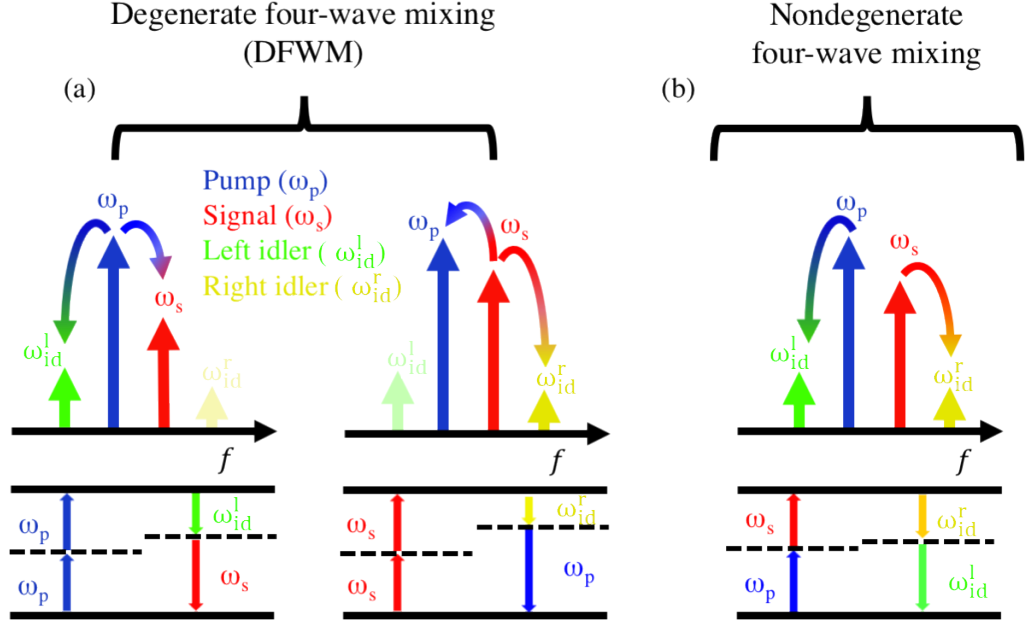 Degenerate four-wave mixing
(DFWM)
Nondegenerate
four-wave mixing
(a)
(b)
Pump (ωₚ)
Signal (ωₛ)
Left idler ( ωˡid)
Right idler ( ωʳid)
ωₚ
ωₛ
ωˡid
ωʳid
f
ωₚ
ωₛ
ωˡid
ωʳid
f
ωₚ
ωₛ
ωˡid
ωʳid
f
ωₚ
ωₚ
ωˡid
ωₛ
ωₛ
ωₛ
ωʳid
ωₚ
ωₛ
ωₚ
ωʳid
ωˡid